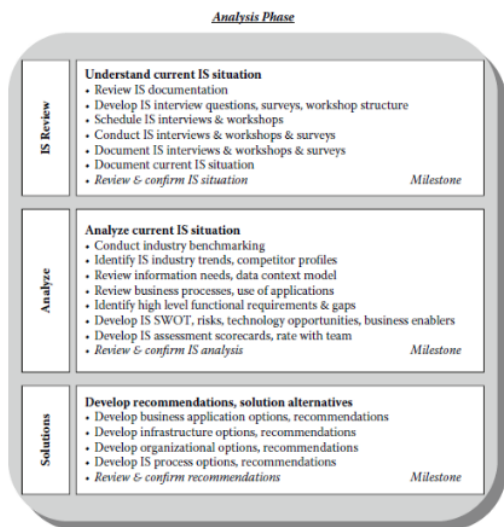 Analysis Phase
IS Review
Understand current IS situation
• Review IS documentation
• Develop IS interview questions, surveys, workshop structure
• Schedule IS interviews & workshops
• Conduct IS interviews & workshops & surveys
• Document IS interviews & workshops & surveys
• Document current IS situation
• Review & confirm IS situation Milestone
Analyze
Analyze current IS situation
• Conduct industry benchmarking
• Identify IS industry trends, competitor profiles
• Review information needs, data context model
• Review business processes, use of applications
• Identify high level functional requirements & gaps
• Develop IS SWOT, risks, technology opportunities, business enablers
• Develop IS assessment scorecards, rate with team
• Review & confirm IS analysis Milestone
Solutions
Develop recommendations, solution alternatives
• Develop business application options, recommendations
• Develop infrastructure options, recommendations
• Develop organizational options, recommendations
• Develop IS process options, recommendations
• Review & confirm recommendations Milestone